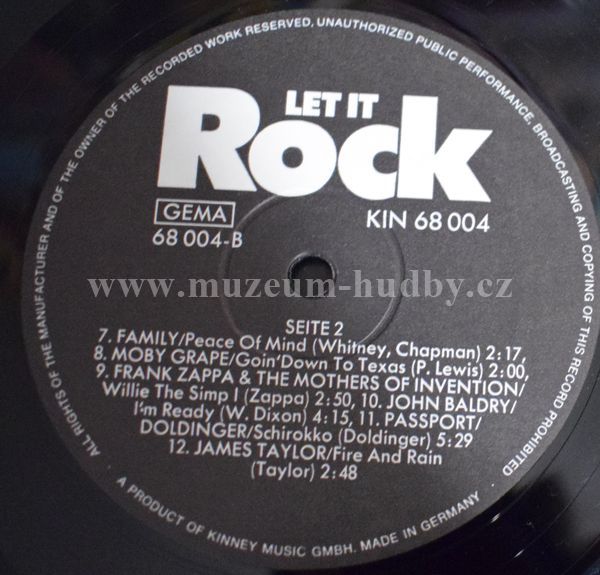 ALL RIGHTS OF THE MANUFACTURER AND OF THE OWNER OF THE RECORDED WORK RESERVED, UNAUTHORIZED PUBLIC PERFORMANCE, BROADCASTING AND COPYING OF THIS RECORD PROHIBITED
LET IT
Rock
GEMA
68 004-B
KIN 68 004
www.muzeum-hudby.cz
SEITE 2
7. FAMILY/Peace Of Mind (Whitney, Chapman) 2:17,
8. MOBY GRAPE/Goin'Down To Texas (P. Lewis) 2:00,
9. FRANK ZAPPA & THE MOTHERS OF INVENTION/
Willie The Simp I (Zappa) 2:50, 10. JOHN BALDRY/
I'm Ready (W. Dixon) 4:15, 11. PASSPORT/
DOLDINGER/Schirokko (Doldinger) 5:29
12. JAMES TAYLOR/Fire And Rain
(Taylor) 2:48
A PRODUCT OF KINNEY MUSIC GMBH. MADE IN GERMANY